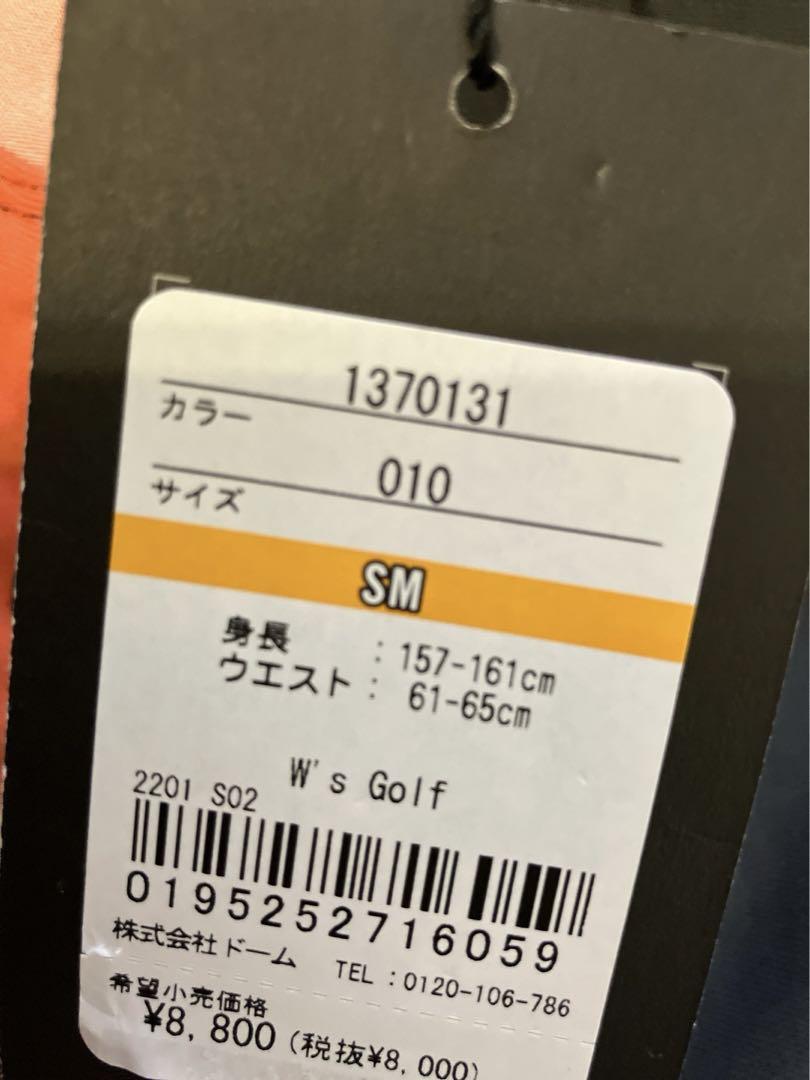 1370131
カラー
010
サイズ
SM
身長 : 157-161cm
ウエスト : 61-65cm
W's Golf
2201 S02
0195252716059
株式会社ドーム TEL :0120-106-786
希望小売価格
¥8,800 (税抜¥8,000)